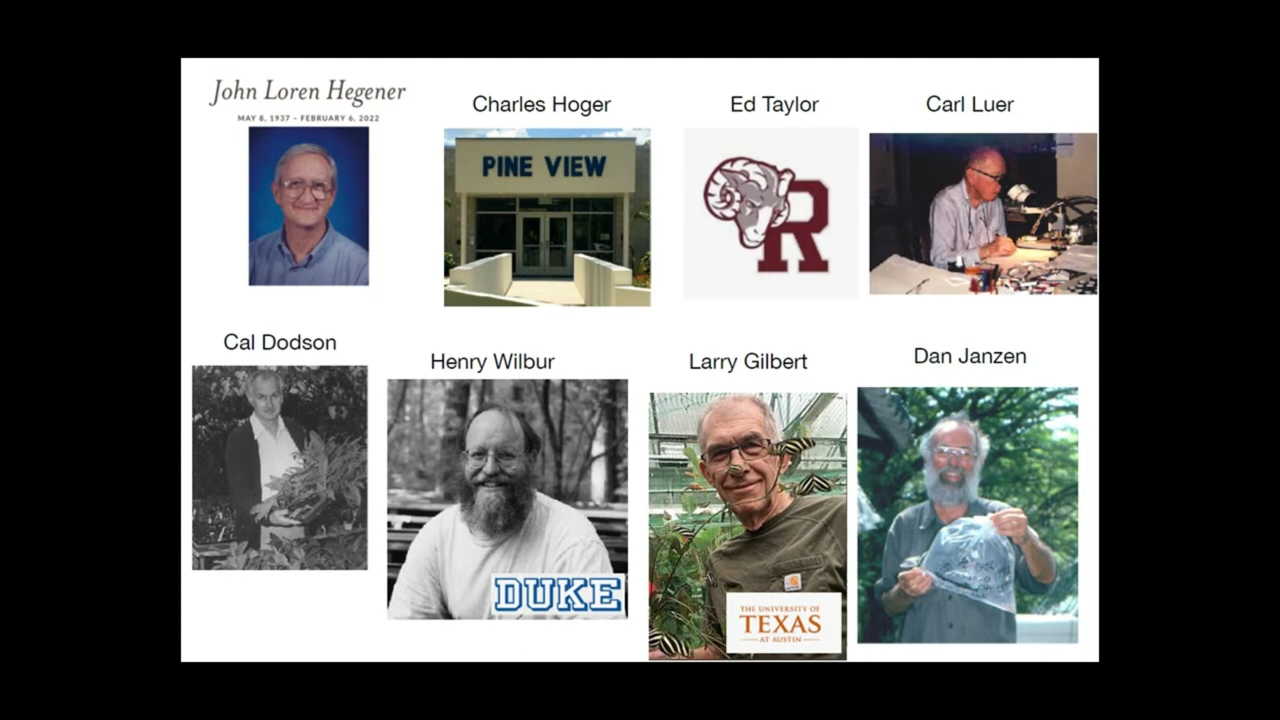 John Loren Hegener
MAY 8, 1937 – FEBRUARY 6, 2022
Charles Hoger
Ed Taylor
Carl Luer
PINE VIEW
R
Cal Dodson
Henry Wilbur
Larry Gilbert
Dan Janzen
DUKE
THE UNIVERSITY OF
TEXAS
AT AUSTIN